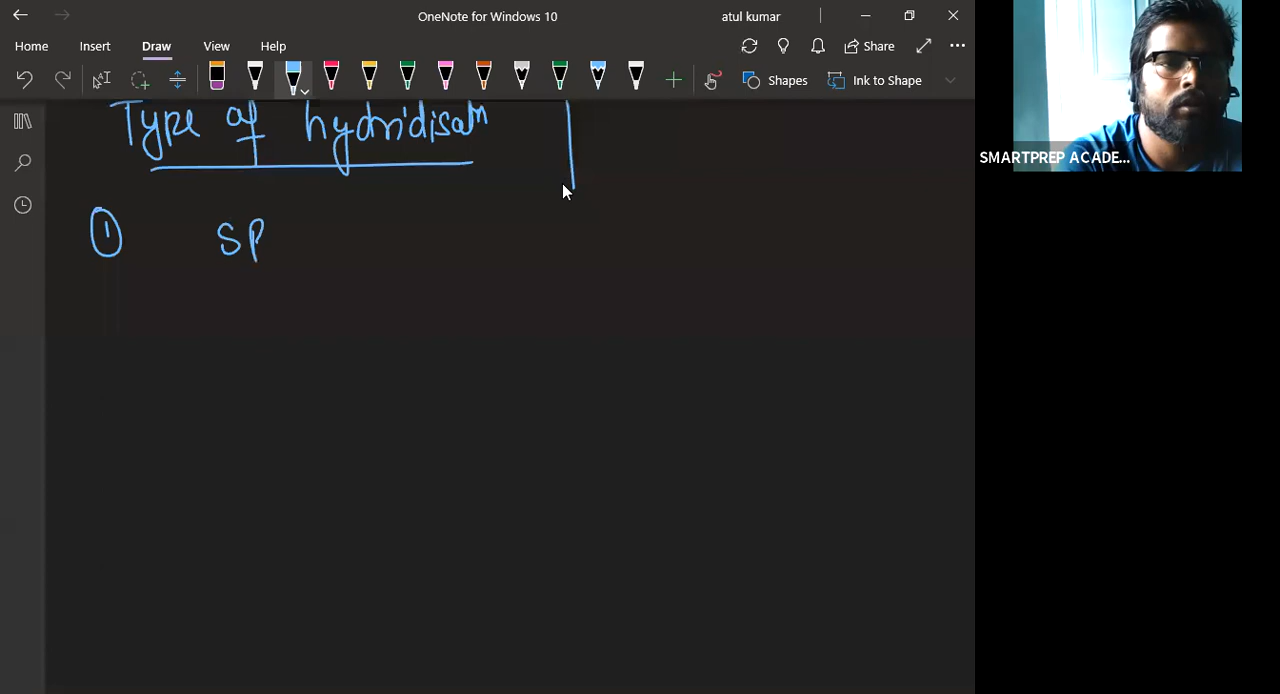 OneNote for Windows 10
atul kumar
Home Insert Draw View Help
Share
Shapes
Ink to Shape
SMARTPREP ACADE...
Type of hydridisatn
① SP